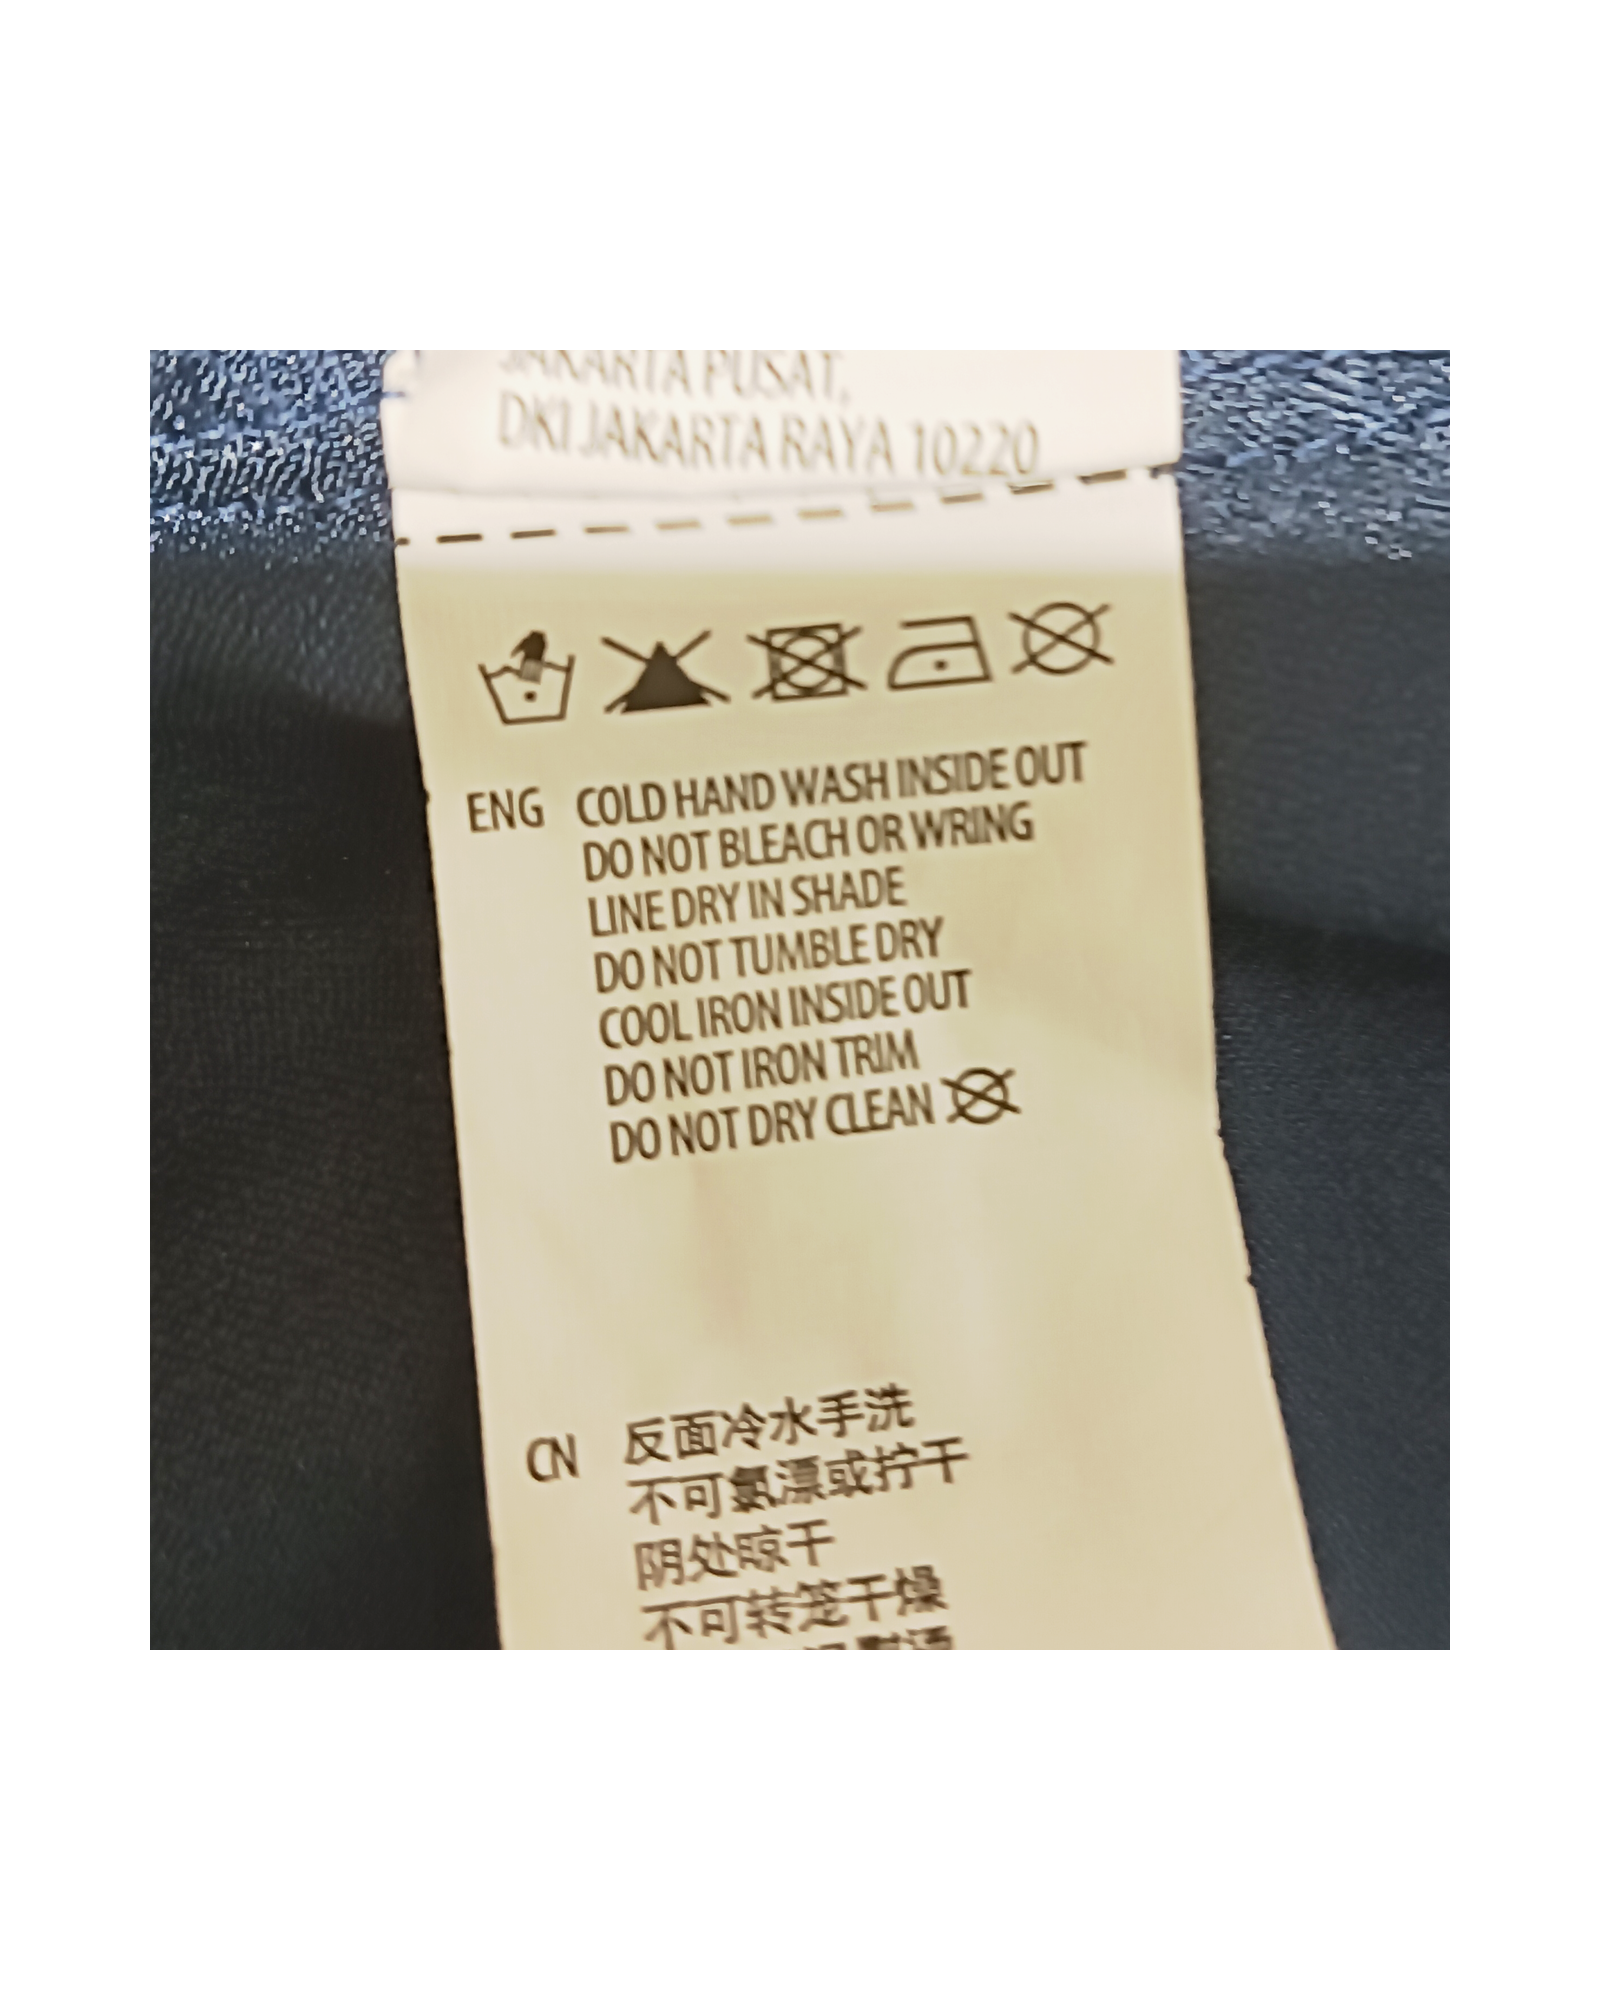 JAKARTA PUSAT,
DKI JAKARTA RAYA 10220
ENG COLD HAND WASH INSIDE OUT
DO NOT BLEACH OR WRING
LINE DRY IN SHADE
DO NOT TUMBLE DRY
COOL IRON INSIDE OUT
DO NOT IRON TRIM
DO NOT DRY CLEAN
CN 反面冷水手洗
不可氯漂或拧干
阴处晾干
不可转笼干燥